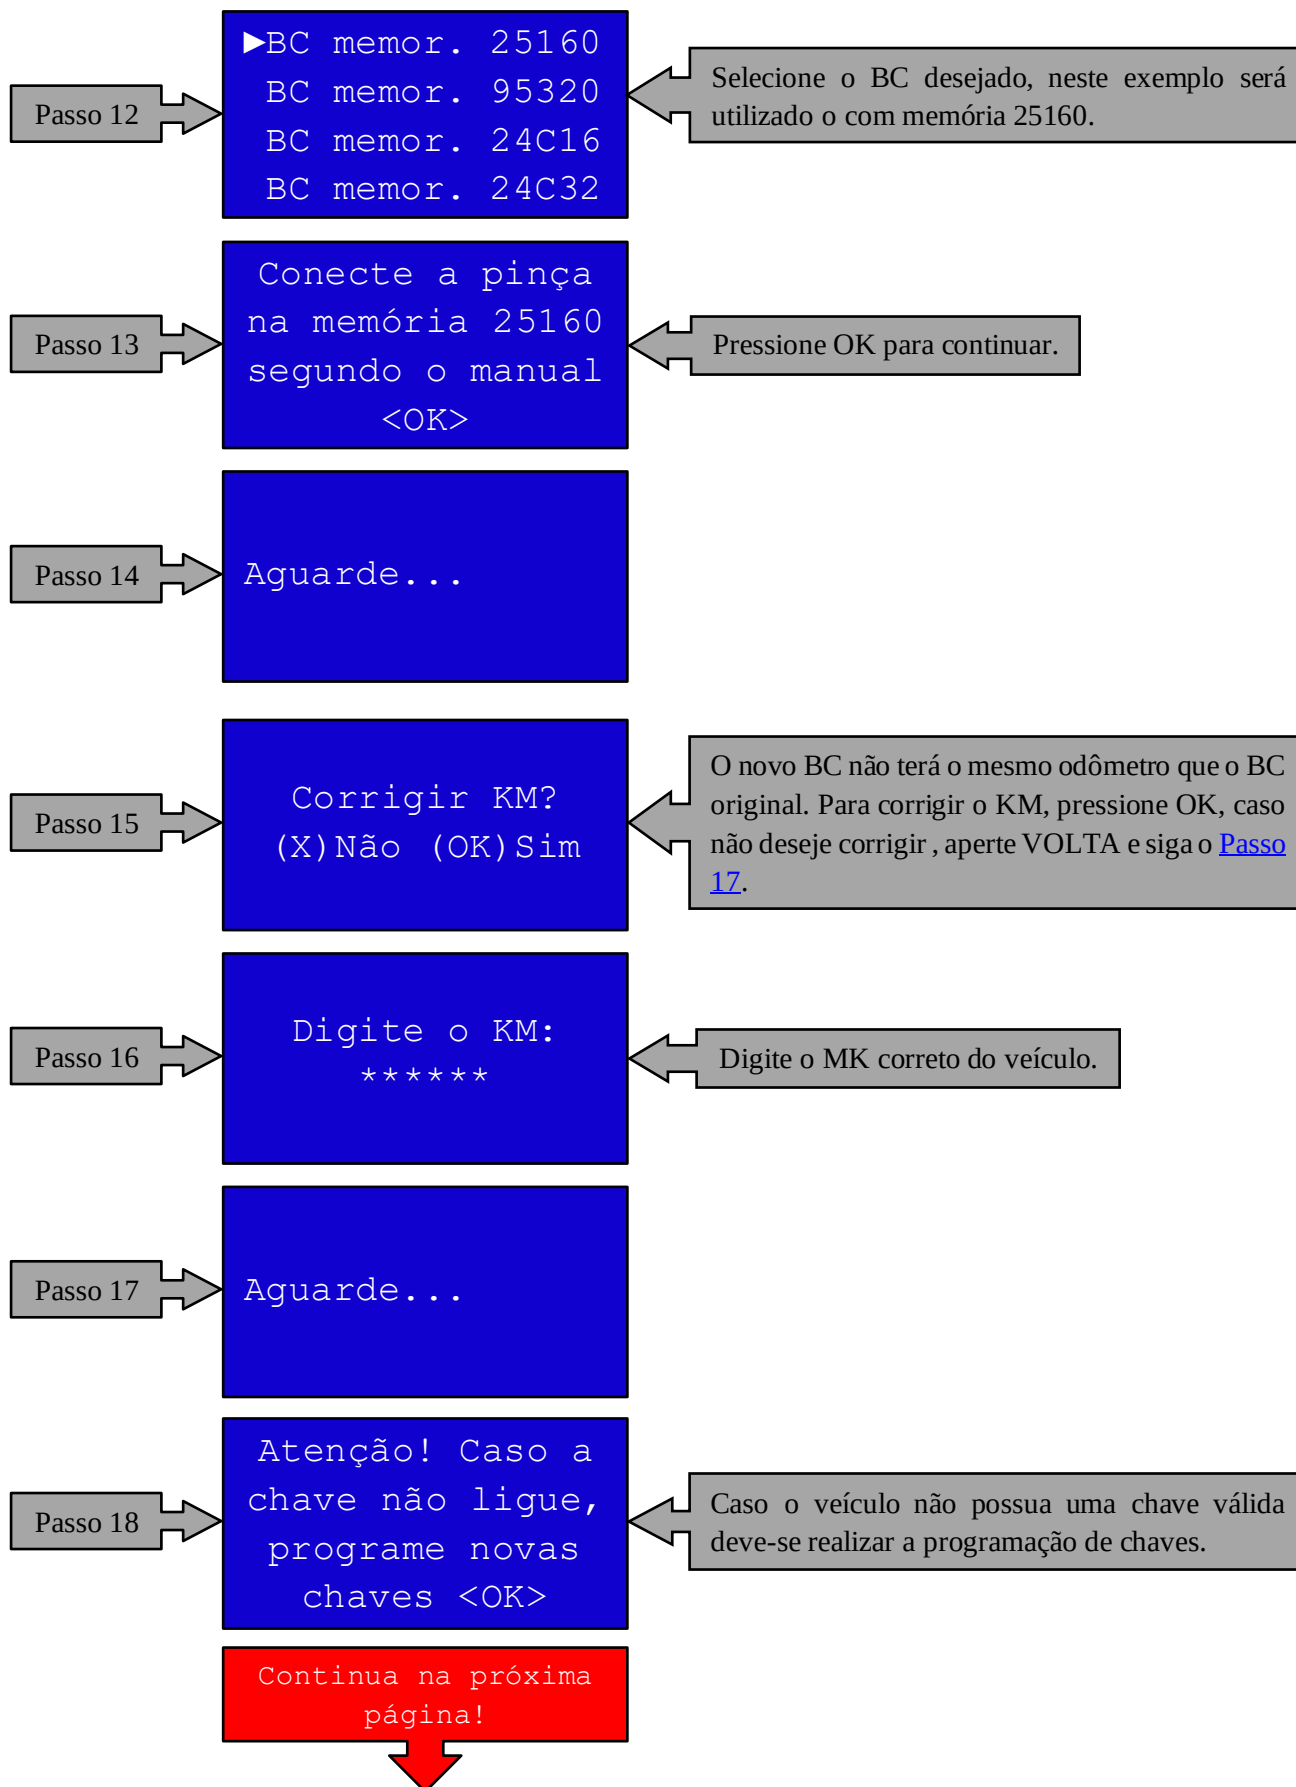 Passo 12
►BC memor. 25160
BC memor. 95320
BC memor. 24C16
BC memor. 24C32
Selecione o BC desejado, neste exemplo será
utilizado o com memória 25160.
Passo 13
Conecte a pinça
na memória 25160
segundo o manual
<OK>
Pressione OK para continuar.
Passo 14
Aguarde...
Passo 15
Corrigir KM?
(X)Não (OK)Sim
O novo BC não terá o mesmo odômetro que o BC
original. Para corrigir o KM, pressione OK, caso
não deseje corrigir , aperte VOLTA e siga o Passo
17.
Passo 16
Digite o KM:
******
Digite o MK correto do veículo.
Passo 17
Aguarde...
Passo 18
Atenção! Caso a
chave não ligue,
programe novas
chaves <OK>
Caso o veículo não possua uma chave válida
deve-se realizar a programação de chaves.
Continua na próxima
página!